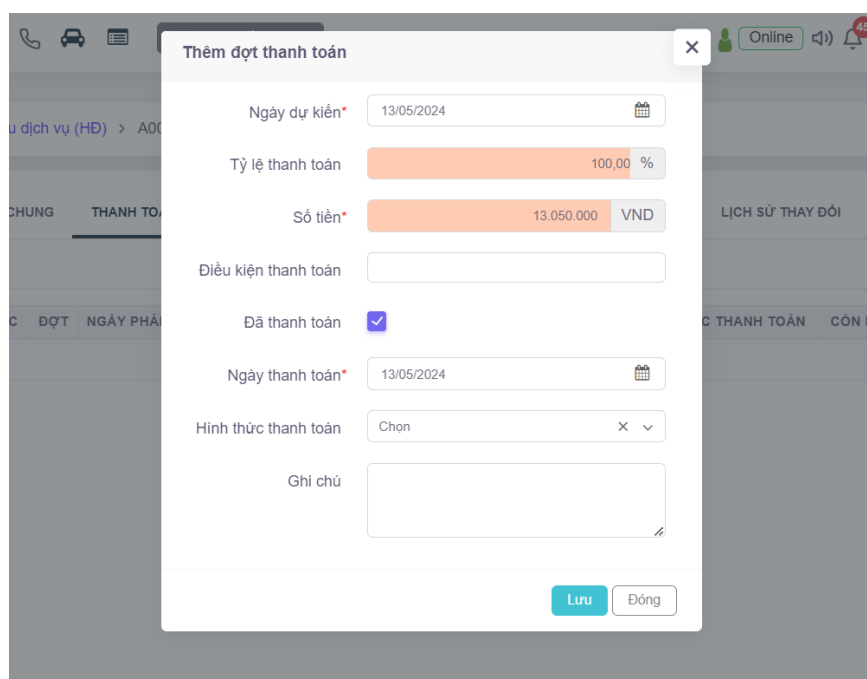 Thêm đợt thanh toán
45
Online
Ngày dự kiến*
13/05/2024
u dịch vụ (HĐ) > A00
Tỷ lệ thanh toán
100,00 %
CHUNG THANH TOÁ
Số tiền*
13.050.000 VND
LỊCH SỬ THAY ĐỔI
Điều kiện thanh toán
ĐỢT NGÀY
Đã thanh toán
THANH TOÁN CÒN
Ngày thanh toán*
13/05/2024
Hình thức thanh toán
Chọn
Ghi chú
Lưu Đóng